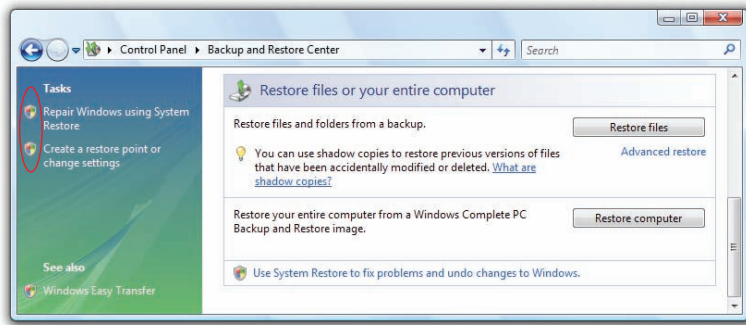 Control Panel
Backup and Restore Center
Search
Tasks
Repair Windows using System
Restore
Create a restore point or
change settings
See also
Windows Easy Transfer
Restore files or your entire computer
Restore files and folders from a backup.
Restore files
You can use shadow copies to restore previous versions of files
that have been accidentally modified or deleted. What are
shadow copies?
Advanced restore
Restore your entire computer from a Windows Complete PC
Backup and Restore image.
Restore computer
Use System Restore to fix problems and undo changes to Windows.